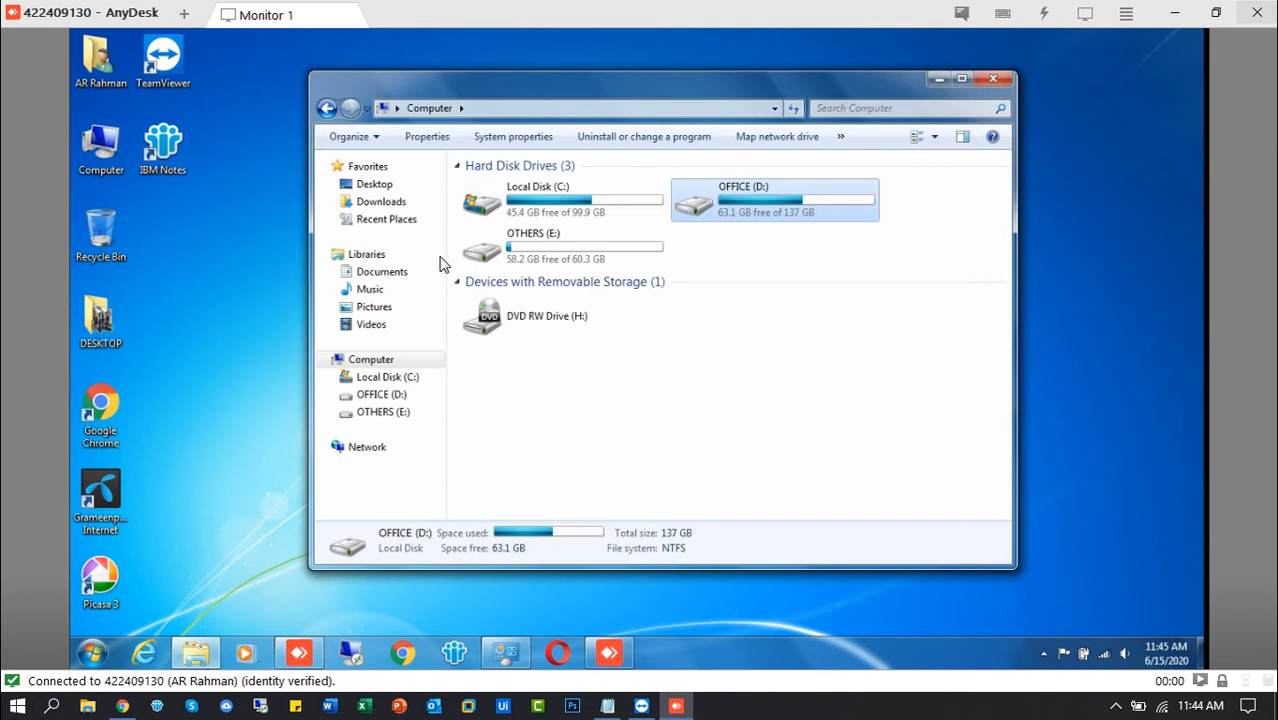 422409130 - AnyDesk
Monitor 1
AR Rahman
TeamViewer
Computer
IBM Notes
Recycle Bin
DESKTOP
Google
Chrome
Grameenp...
Internet
Picasa 3
Computer
Search Computer
Organize
Properties
System properties
Uninstall or change a program
Map network drive
»
Favorites
Desktop
Downloads
Recent Places
Libraries
Documents
Music
Pictures
Videos
Computer
Local Disk (C:)
OFFICE (D:)
OTHERS (E:)
Network
Hard Disk Drives (3)
Local Disk (C:)
45.4 GB free of 99.9 GB
OFFICE (D:)
63.1 GB free of 137 GB
OTHERS (E:)
58.2 GB free of 60.3 GB
Devices with Removable Storage (1)
DVD
DVD RW Drive (H:)
OFFICE (D:) Space used: Total size: 137 GB
Local Disk Space free: 63.1 GB File system: NTFS
11:45 AM
6/15/2020
Connected to 422409130 (AR Rahman) (identity verified).
00:00
Ui
C
Ps
11:44 AM